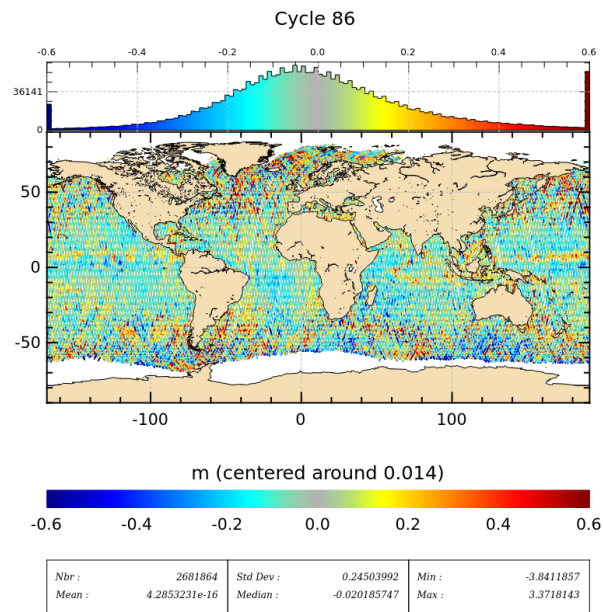 Cycle 86
-0.6 -0.4 -0.2 0.0 0.2 0.4 0.6
36141
0
50
0
-50
-100 0 100
m (centered around 0.014)
-0.6 -0.4 -0.2 0.0 0.2 0.4 0.6
Nbr : 2681864 Std Dev : 0.24503992 Min : -3.8411857
Mean : 4.2853231e-16 Median : -0.020185747 Max : 3.3718143